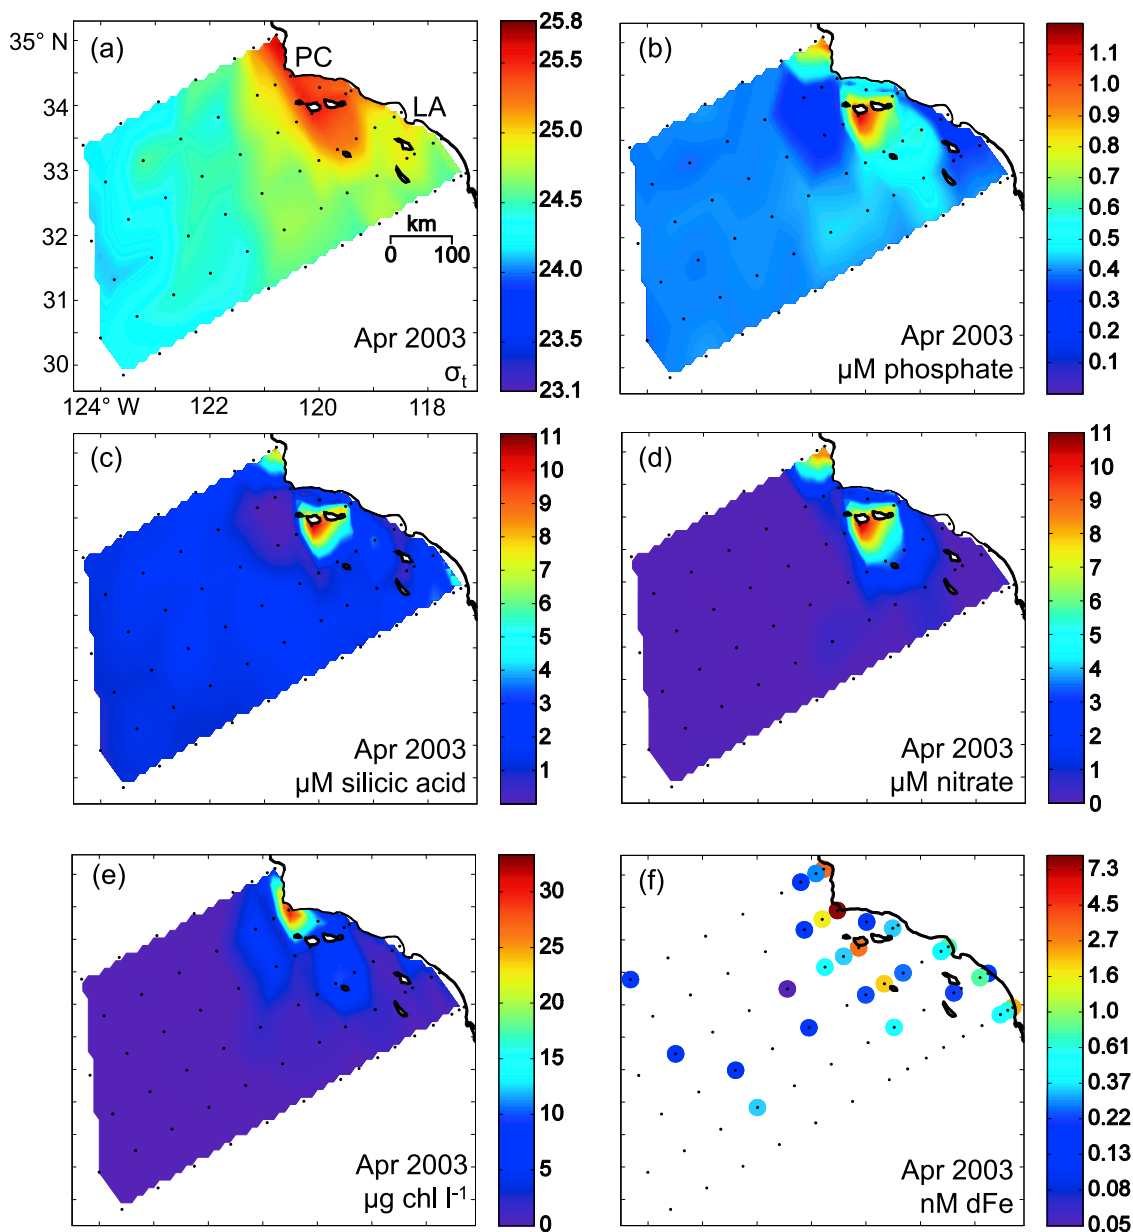 (a)
PC
LA
35° N
34
33
32
31
30
124° W
122
120
118
km
0 100
Apr 2003
σt
25.8
25.5
25.0
24.5
24.0
23.5
23.1
(b)
Apr 2003
µM phosphate
1.1
1.0
0.9
0.8
0.7
0.6
0.5
0.4
0.3
0.2
0.1
(c)
Apr 2003
µM silicic acid
11
10
9
8
7
6
5
4
3
2
1
(d)
Apr 2003
µM nitrate
11
10
9
8
7
6
5
4
3
2
1
0
(e)
Apr 2003
µg chl l⁻¹
30
25
20
15
10
5
0
(f)
Apr 2003
nM dFe
7.3
4.5
2.7
1.6
1.0
0.61
0.37
0.22
0.13
0.08
0.05